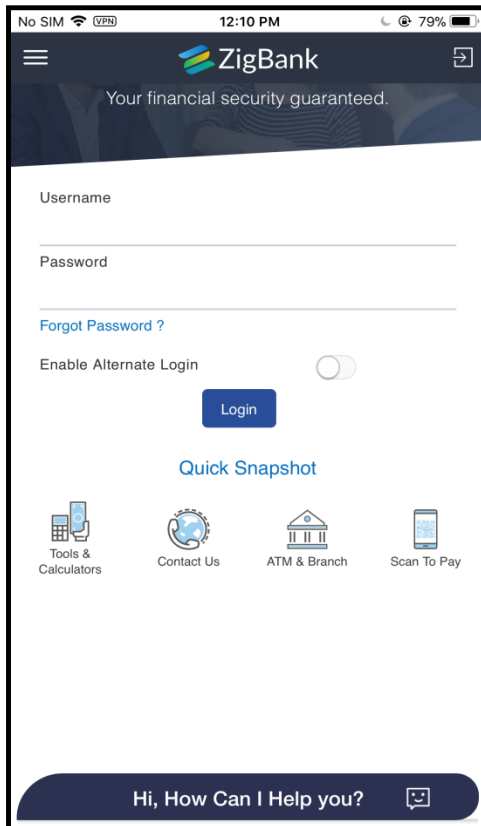 No SIM VPN 12:10 PM 79%
ZigBank
Your financial security guaranteed.
Username
Password
Forgot Password ?
Enable Alternate Login
Login
Quick Snapshot
Tools &
Calculators
Contact Us
ATM & Branch
Scan To Pay
Hi, How Can I Help you?